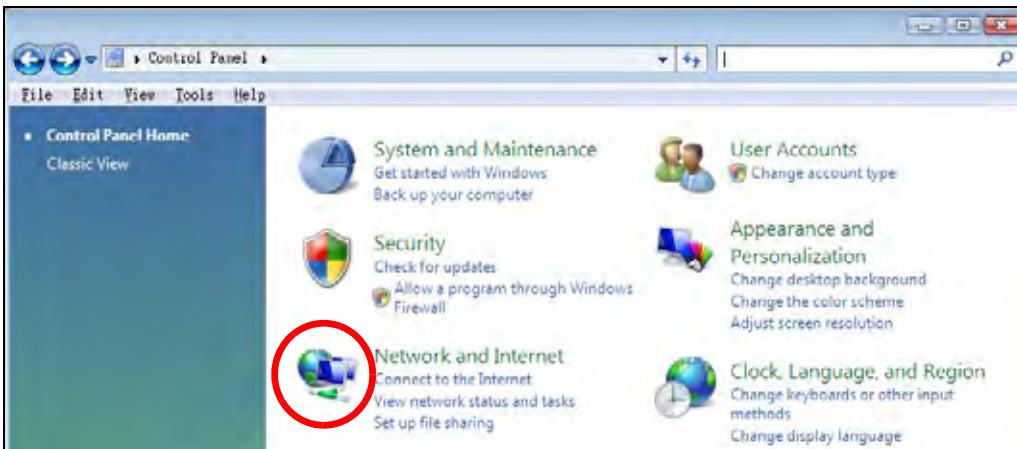 Control Panel
File Edit View Tools Help
Control Panel Home
Classic View
System and Maintenance
Get started with Windows
Back up your computer
Security
Check for updates
Allow a program through Windows
Firewall
Network and Internet
Connect to the Internet
View network status and tasks
Set up file sharing
User Accounts
Change account type
Appearance and
Personalization
Change desktop background
Change the color scheme
Adjust screen resolution
Clock, Language, and Region
Change keyboards or other input
methods
Change display language